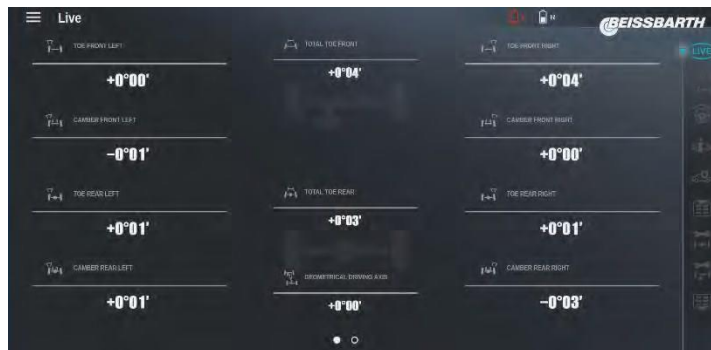 Live
BEISSBARTH
TOE FRONT LEFT
TOTAL TOE FRONT
TOE FRONT RIGHT
LIVE
+0°00'
+0°04'
+0°04'
CAMBER FRONT LEFT
CAMBER FRONT RIGHT
−0°01'
+0°00'
TOE REAR LEFT
TOTAL TOE REAR
TOE REAR RIGHT
+0°01'
+0°03'
+0°01'
CAMBER REAR LEFT
GEOMETRICAL DRIVING AXIS
CAMBER REAR RIGHT
+0°01'
+0°00'
−0°03'